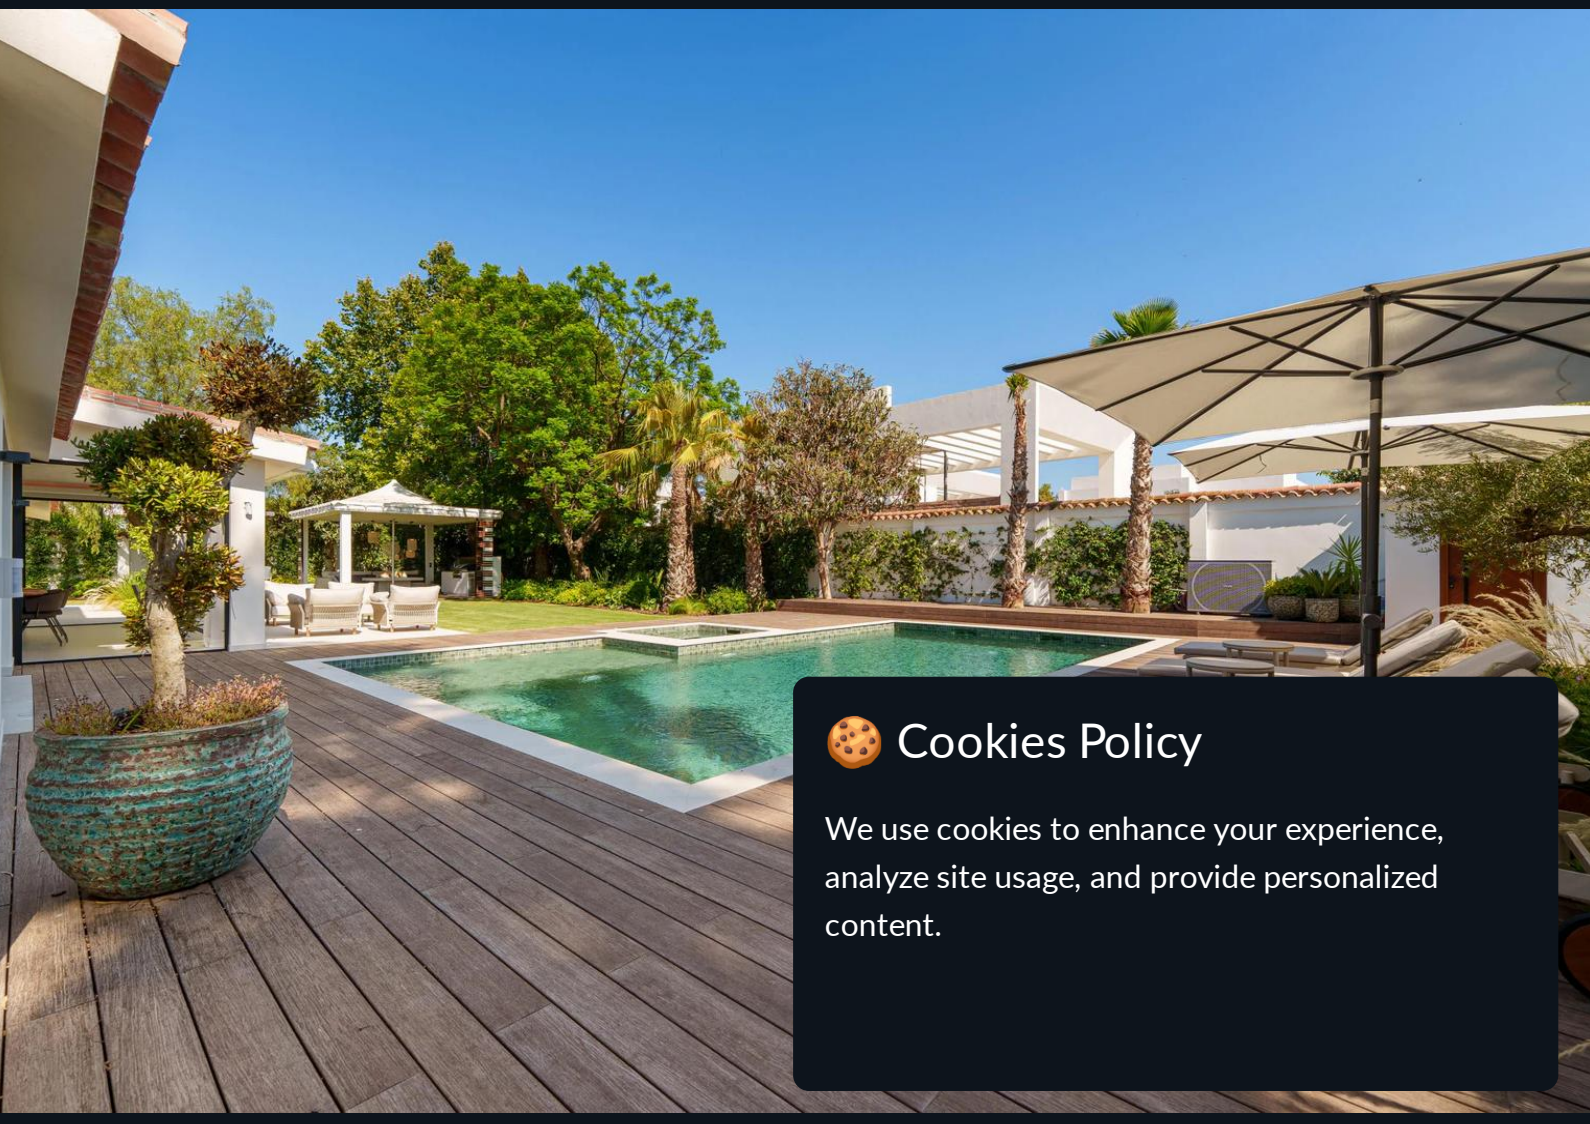 🍪 Cookies Policy
We use cookies to enhance your experience,
analyze site usage, and provide personalized
content.